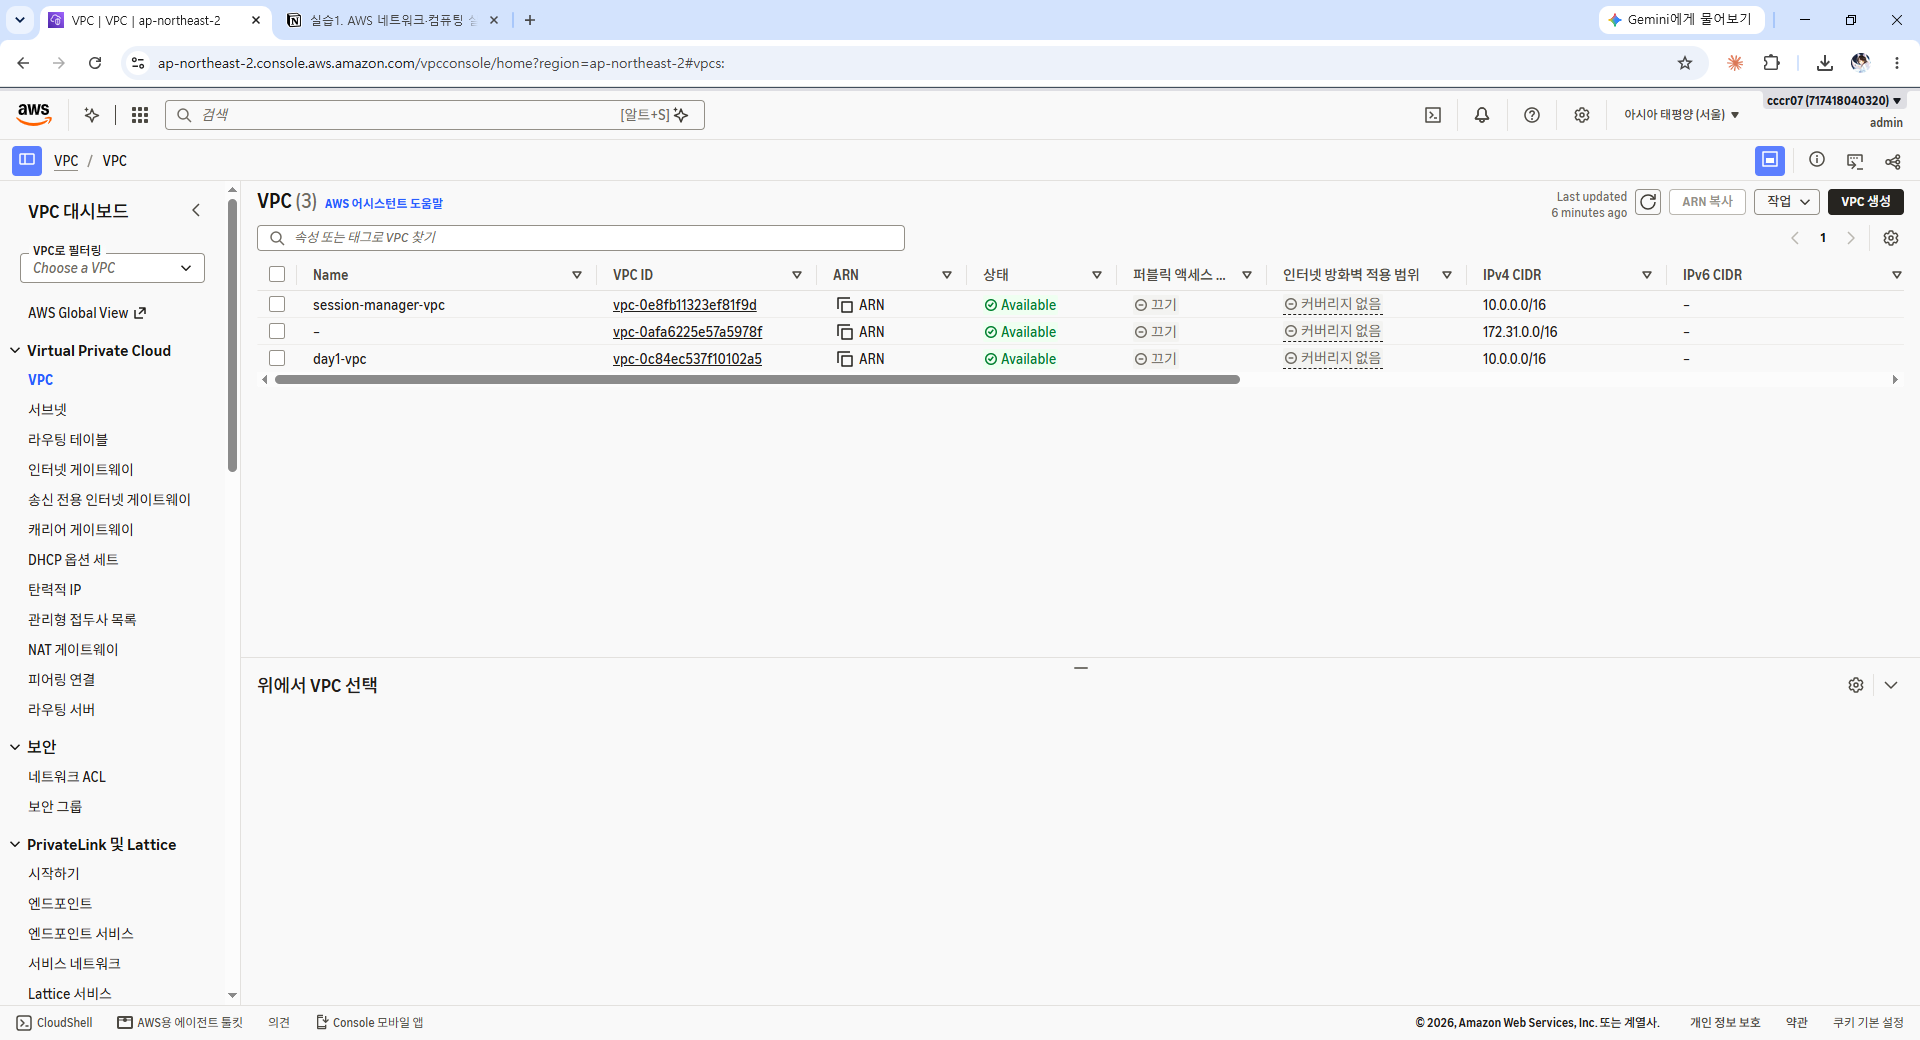 VPC | VPC | ap-northeast-2
실습1. AWS 네트워크·컴퓨팅
Gemini에게 물어보기
ap-northeast-2.console.aws.amazon.com/vpcconsole/home?region=ap-northeast-2#vpcs:
aws
검색
[알트+S]
아시아 태평양 (서울)
cccr07 (717418040320)
admin
VPC / VPC
VPC 대시보드
VPC로 필터링
Choose a VPC
AWS Global View
Virtual Private Cloud
VPC
서브넷
라우팅 테이블
인터넷 게이트웨이
송신 전용 인터넷 게이트웨이
캐리어 게이트웨이
DHCP 옵션 세트
탄력적 IP
관리형 접두사 목록
NAT 게이트웨이
피어링 연결
라우팅 서버
보안
네트워크 ACL
보안 그룹
PrivateLink 및 Lattice
시작하기
엔드포인트
엔드포인트 서비스
서비스 네트워크
Lattice 서비스
VPC (3) AWS 어시스턴트 도움말
Last updated
6 minutes ago
ARN 복사
작업
VPC 생성
속성 또는 태그로 VPC 찾기
1
Name VPC ID ARN 상태 퍼블릭 액세스 ... 인터넷 방화벽 적용 범위 IPv4 CIDR IPv6 CIDR
session-manager-vpc vpc-0e8fb11323ef81f9d ARN Available 끄기 커버리지 없음 10.0.0.0/16 –
– vpc-0afa6225e57a5978f ARN Available 끄기 커버리지 없음 172.31.0.0/16 –
day1-vpc vpc-0c84ec537f10102a5 ARN Available 끄기 커버리지 없음 10.0.0.0/16 –
위에서 VPC 선택
CloudShell AWS용 에이전트 툴킷 의견 Console 모바일 앱
© 2026, Amazon Web Services, Inc. 또는 계열사. 개인 정보 보호 약관 쿠키 기본 설정